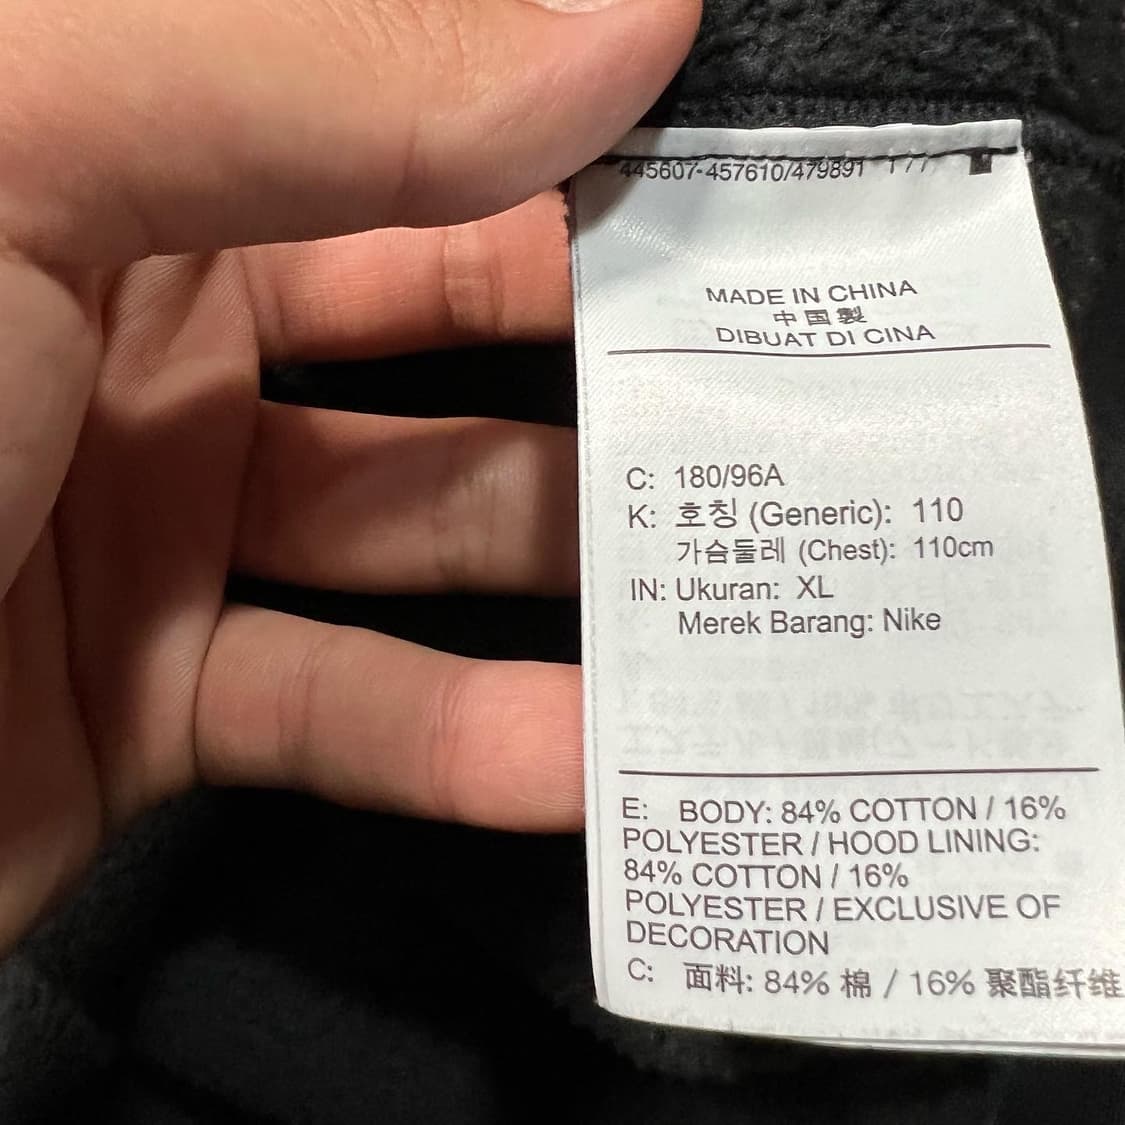 445607-457610/479891
MADE IN CHINA
中国製
DIBUAT DI CINA
C: 180/96A
K: 호칭 (Generic): 110
가슴둘레 (Chest): 110cm
IN: Ukuran: XL
Merek Barang: Nike
E: BODY: 84% COTTON / 16%
POLYESTER / HOOD LINING:
84% COTTON / 16%
POLYESTER / EXCLUSIVE OF
DECORATION
C: 面料: 84% 棉 / 16% 聚酯纤维